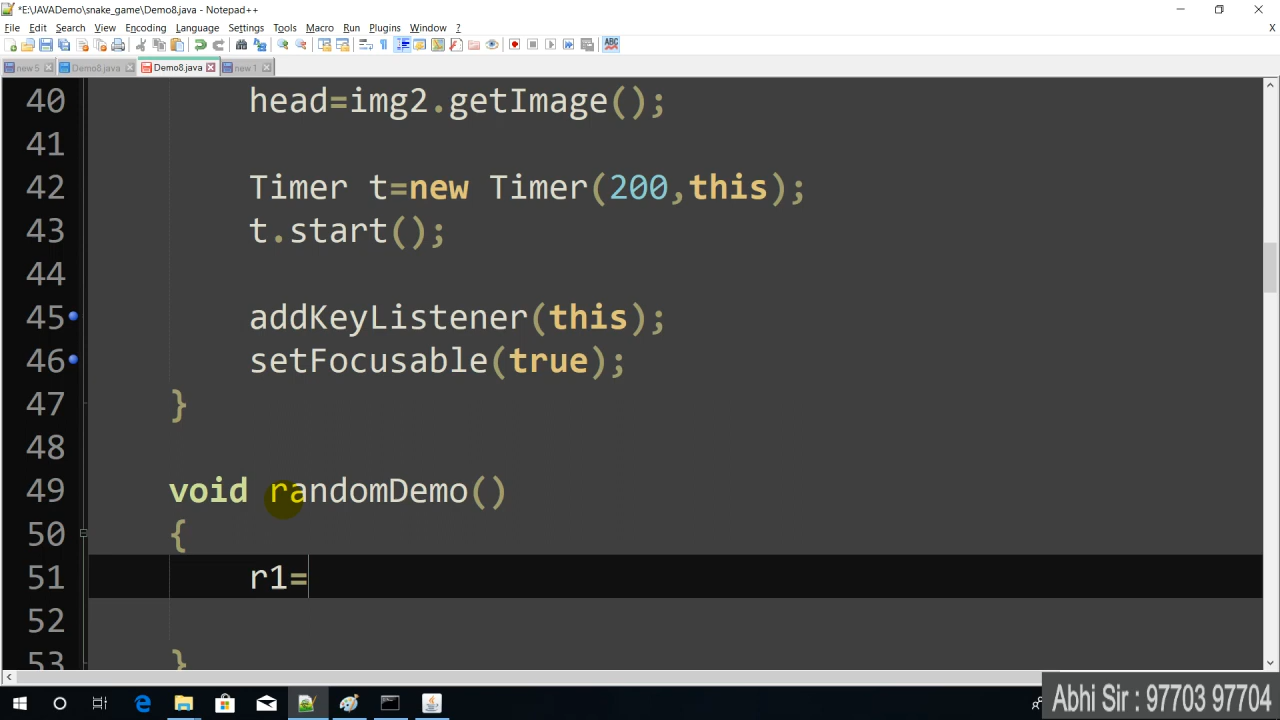 *E:\JAVADemo\snake_game\Demo8.java - Notepad++
File Edit Search View Encoding Language Settings Tools Macro Run Plugins Window ? X
new 5 Demo8.java Demo8.java new 1
40 head=img2.getImage();
41
42 Timer t=new Timer(200,this);
43 t.start();
44
45 addKeyListener(this);
46 setFocusable(true);
47 }
48
49 void randomDemo()
50 {
51 r1=
52
53 }
Abhi Sir : 97703 97704